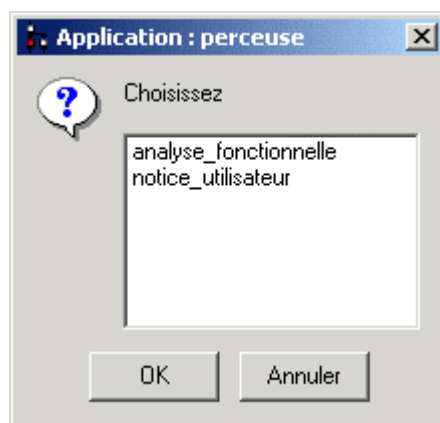 Application : perceuse
Choisissez
analyse_fonctionnelle
notice_utilisateur
OK
Annuler